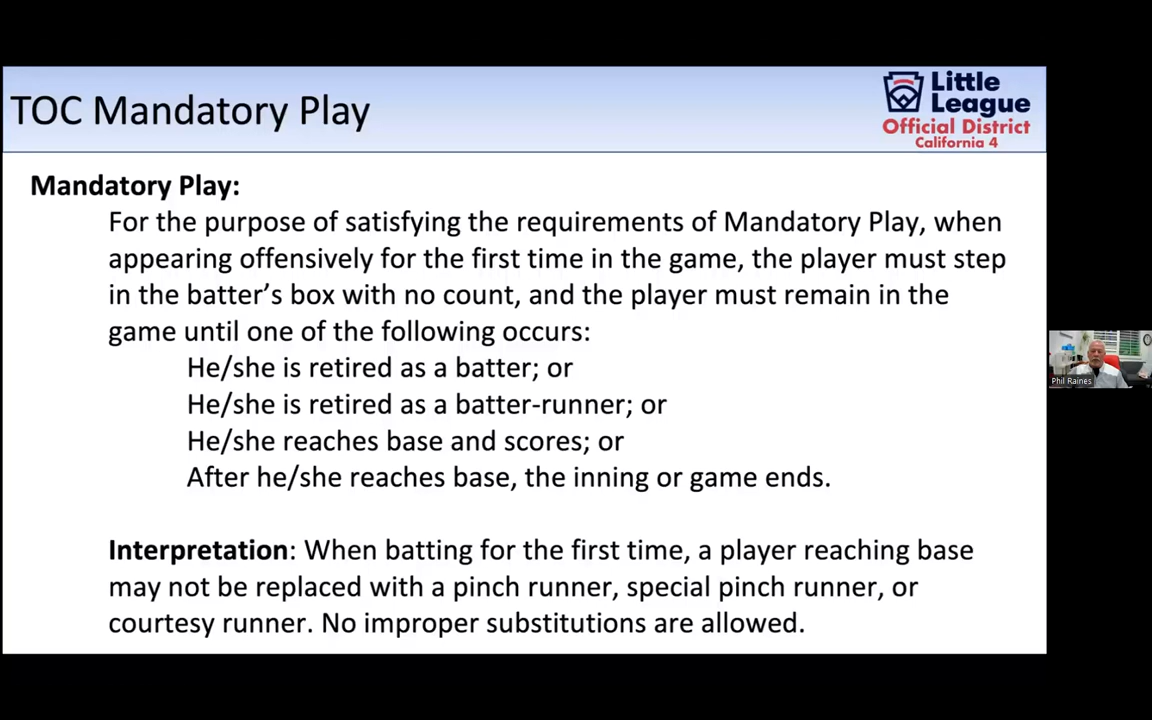 TOC Mandatory Play
Little
League
Official District
California 4
Mandatory Play:
For the purpose of satisfying the requirements of Mandatory Play, when
appearing offensively for the first time in the game, the player must step
in the batter’s box with no count, and the player must remain in the
game until one of the following occurs:
He/she is retired as a batter; or
He/she is retired as a batter-runner; or
He/she reaches base and scores; or
After he/she reaches base, the inning or game ends.
Interpretation: When batting for the first time, a player reaching base
may not be replaced with a pinch runner, special pinch runner, or
courtesy runner. No improper substitutions are allowed.
Phil Raines